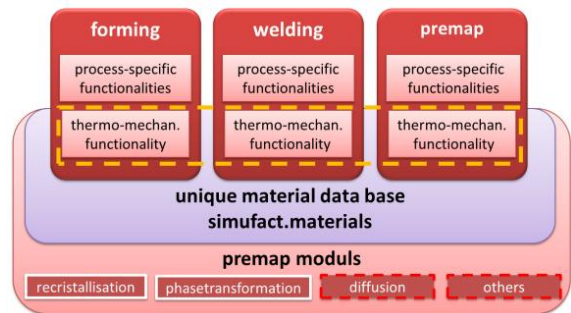 forming welding premap
process-specific process-specific process-specific
functionalities functionalities functionalities
thermo-mechan. thermo-mechan. thermo-mechan.
functionality functionality functionality
unique material data base
simufact.materials
premap moduls
recristallisation phasetransformation diffusion others